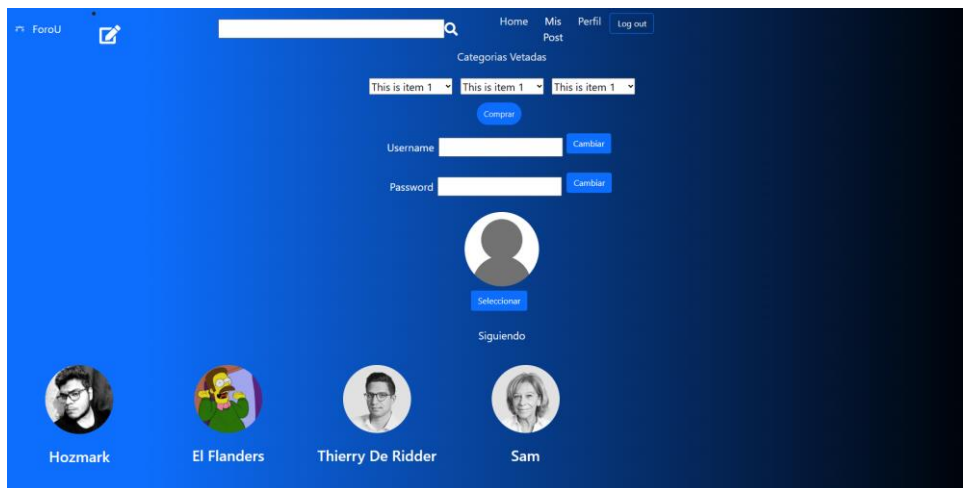 ForoU
Home Mis Post Perfil Log out
Categorias Vetadas
This is item 1 This is item 1 This is item 1
Comprar
Username Cambiar
Password Cambiar
Seleccionar
Siguiendo
Hozmark El Flanders Thierry De Ridder Sam